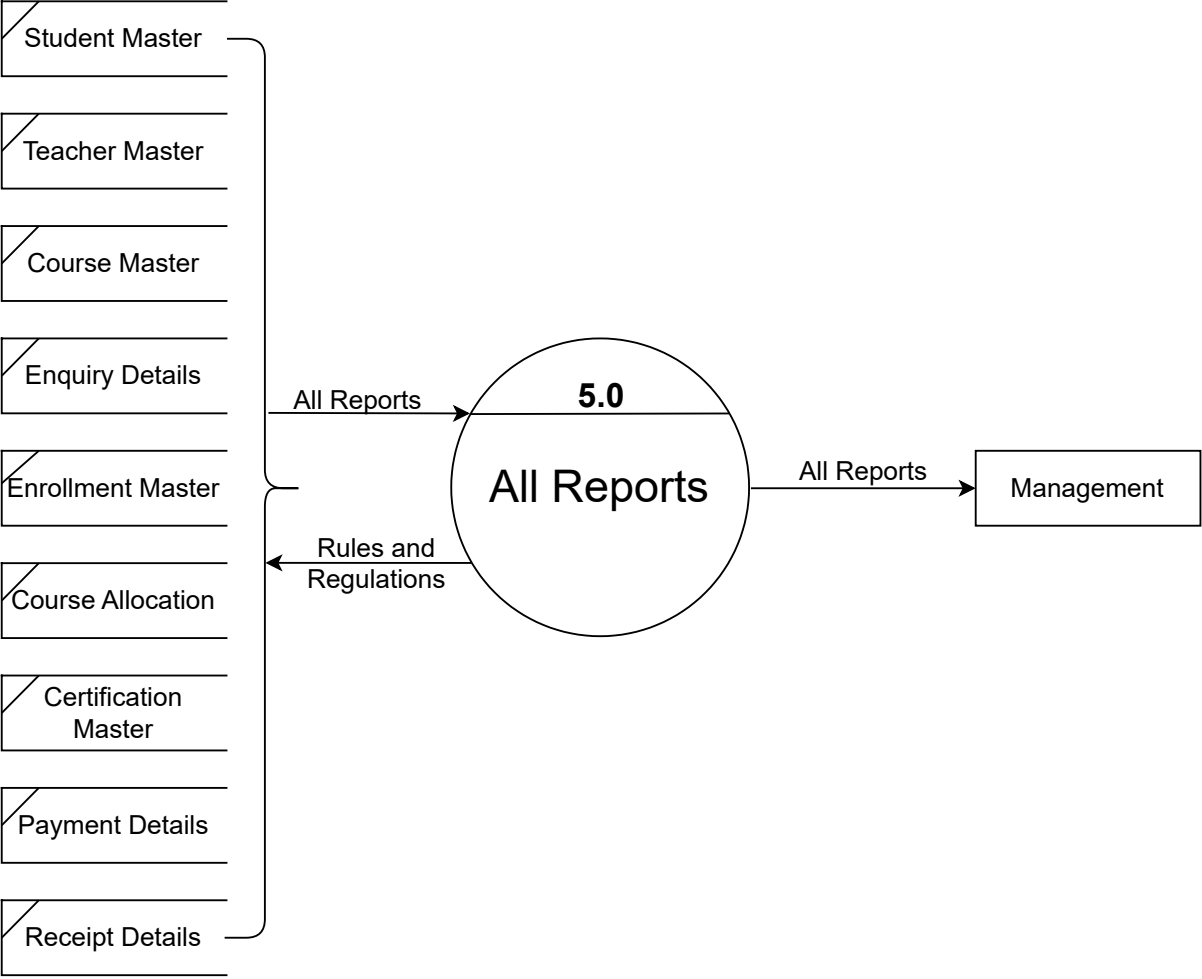 Student Master
Teacher Master
Course Master
Enquiry Details
Enrollment Master
Course Allocation
Certification
Master
Payment Details
Receipt Details
All Reports
Rules and
Regulations
5.0
All Reports
All Reports
Management